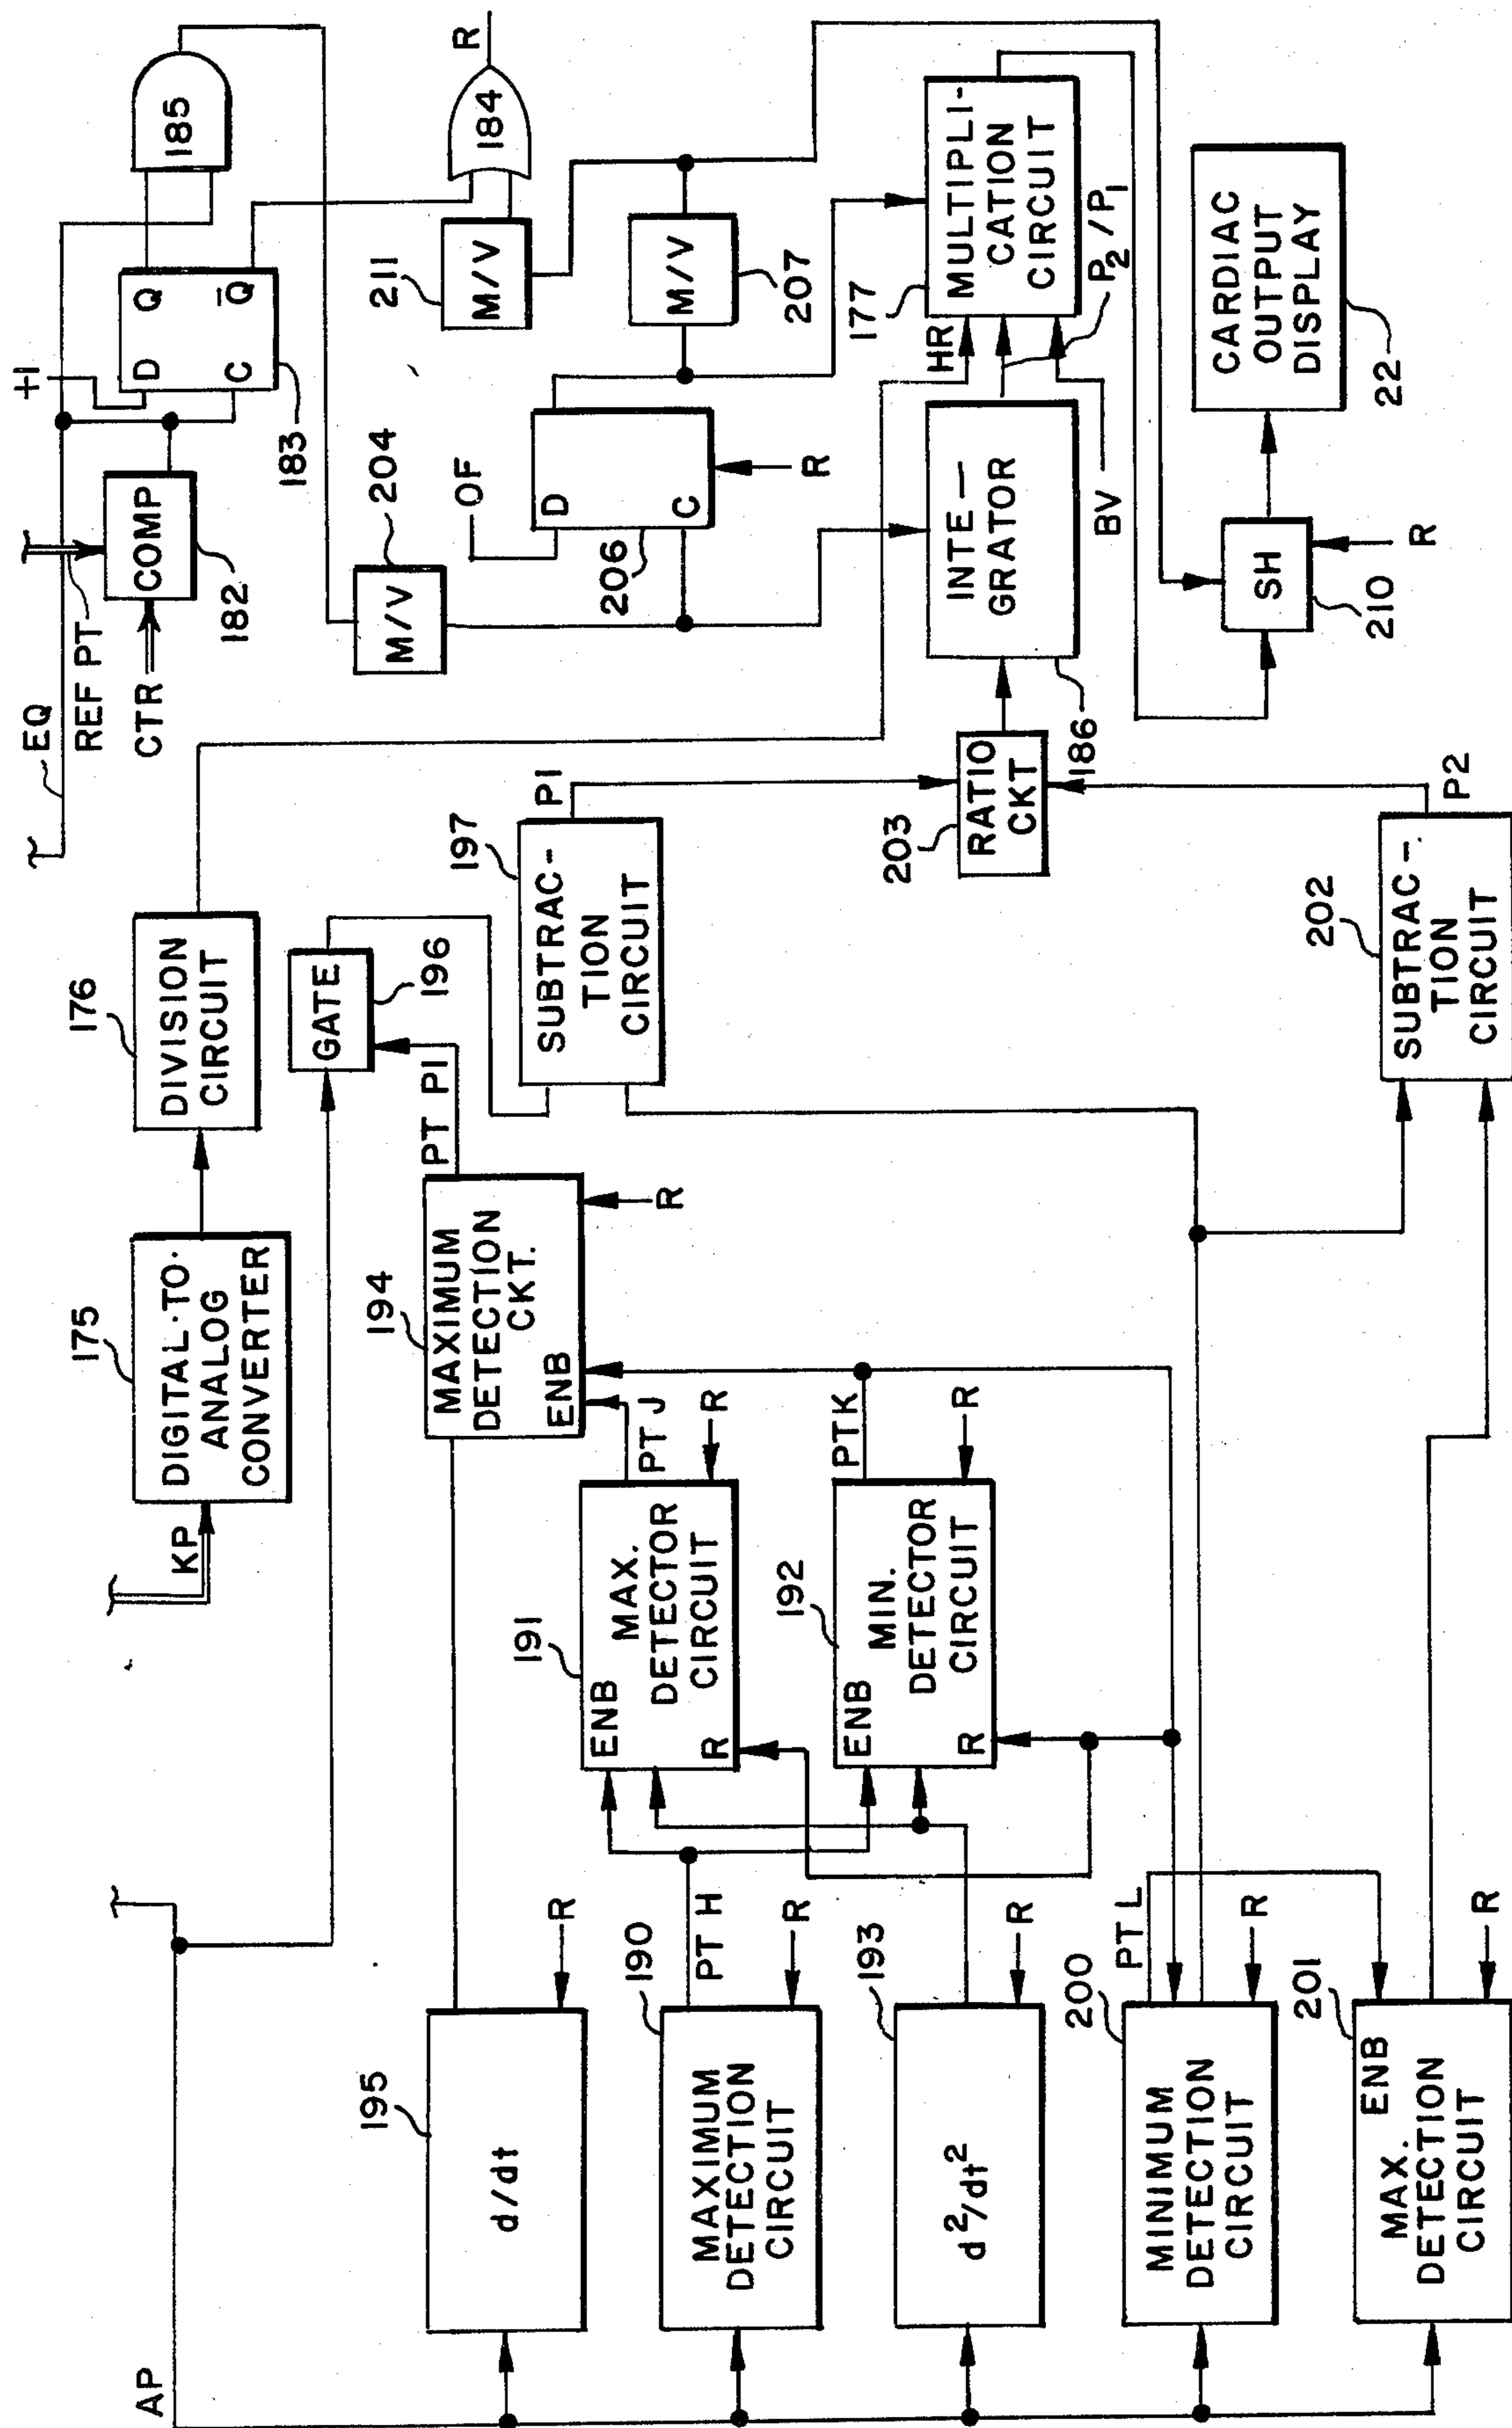 AP
195
d/dt
R
190
MAXIMUM
DETECTION
CIRCUIT
PT H
R
193
d²/dt²
R
200
MINIMUM
DETECTION
CIRCUIT
PT L
R
201
ENB
MAX.
DETECTION
CIRCUIT
R
KP
175
DIGITAL·TO·
ANALOG
CONVERTER
176
DIVISION
CIRCUIT
GATE
196
PT P1
194
MAXIMUM
DETECTION
CKT.
ENB
R
191
ENB
MAX.
DETECTOR
CIRCUIT
R
PT J
R
192
ENB
MIN.
DETECTOR
CIRCUIT
R
PTK
R
197
SUBTRAC-
TION
CIRCUIT
P1
202
SUBTRAC-
TION
CIRCUIT
P2
203
RATIO
CKT
EQ
REF PT
CTR
COMP
182
+1
D
Q
C
Q̄
183
185
184
R
204
M/V
211
M/V
OF
D
C
206
R
M/V
207
INTE-
GRATOR
186
HR
P₂/P₁
BV
177
MULTIPLI-
CATION
CIRCUIT
SH
210
R
CARDIAC
OUTPUT
DISPLAY
22